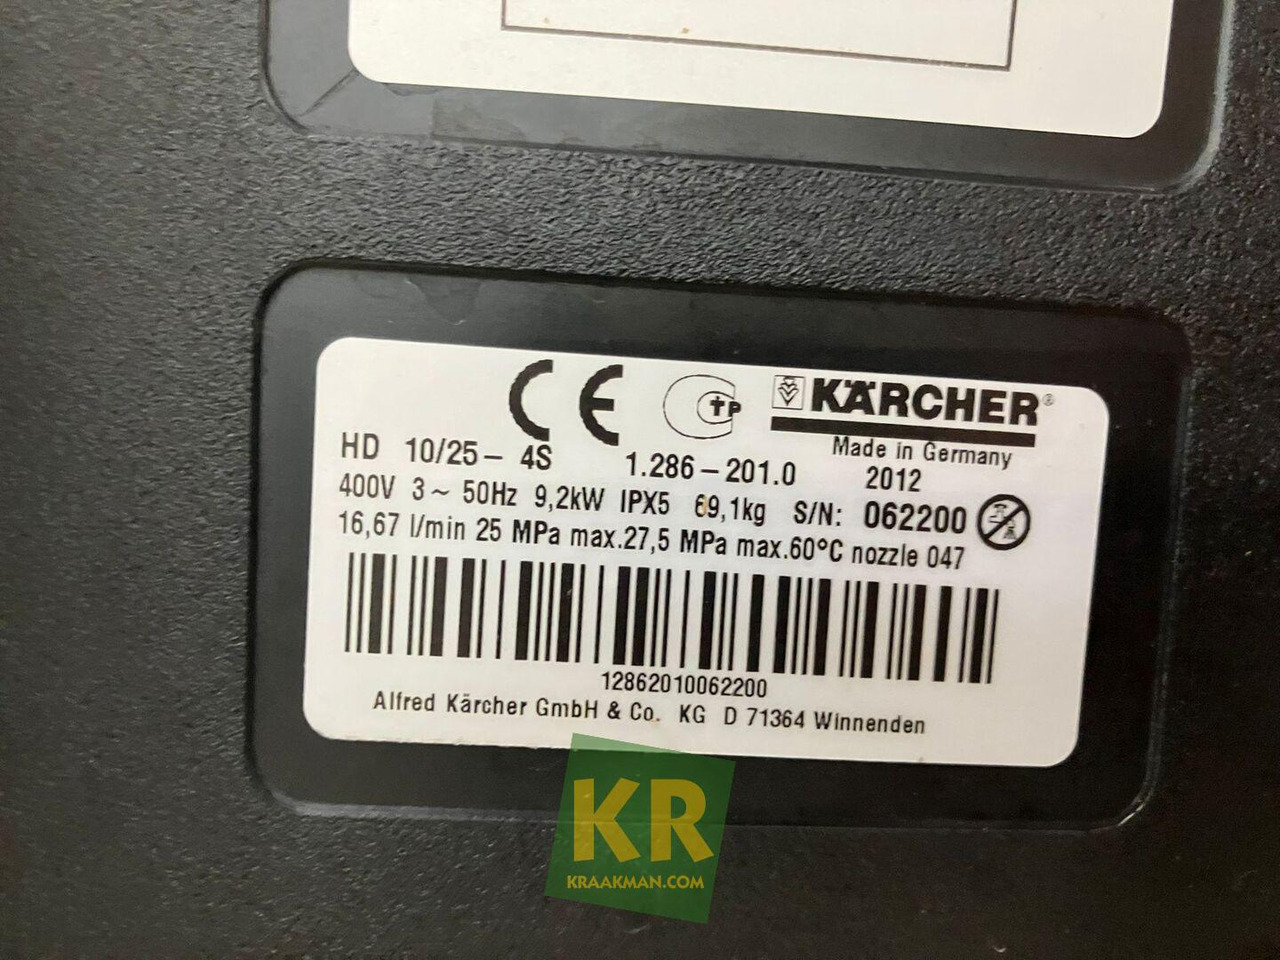 CE
TP
KÄRCHER®
Made in Germany
HD 10/25-4S 1.286-201.0 2012
400V 3~ 50Hz 9,2kW IPX5 69,1kg S/N: 062200
16,67 l/min 25 MPa max.27,5 MPa max.60°C nozzle 047
12862010062200
Alfred Kärcher GmbH & Co. KG D 71364 Winnenden
KR
KRAAKMAN.COM